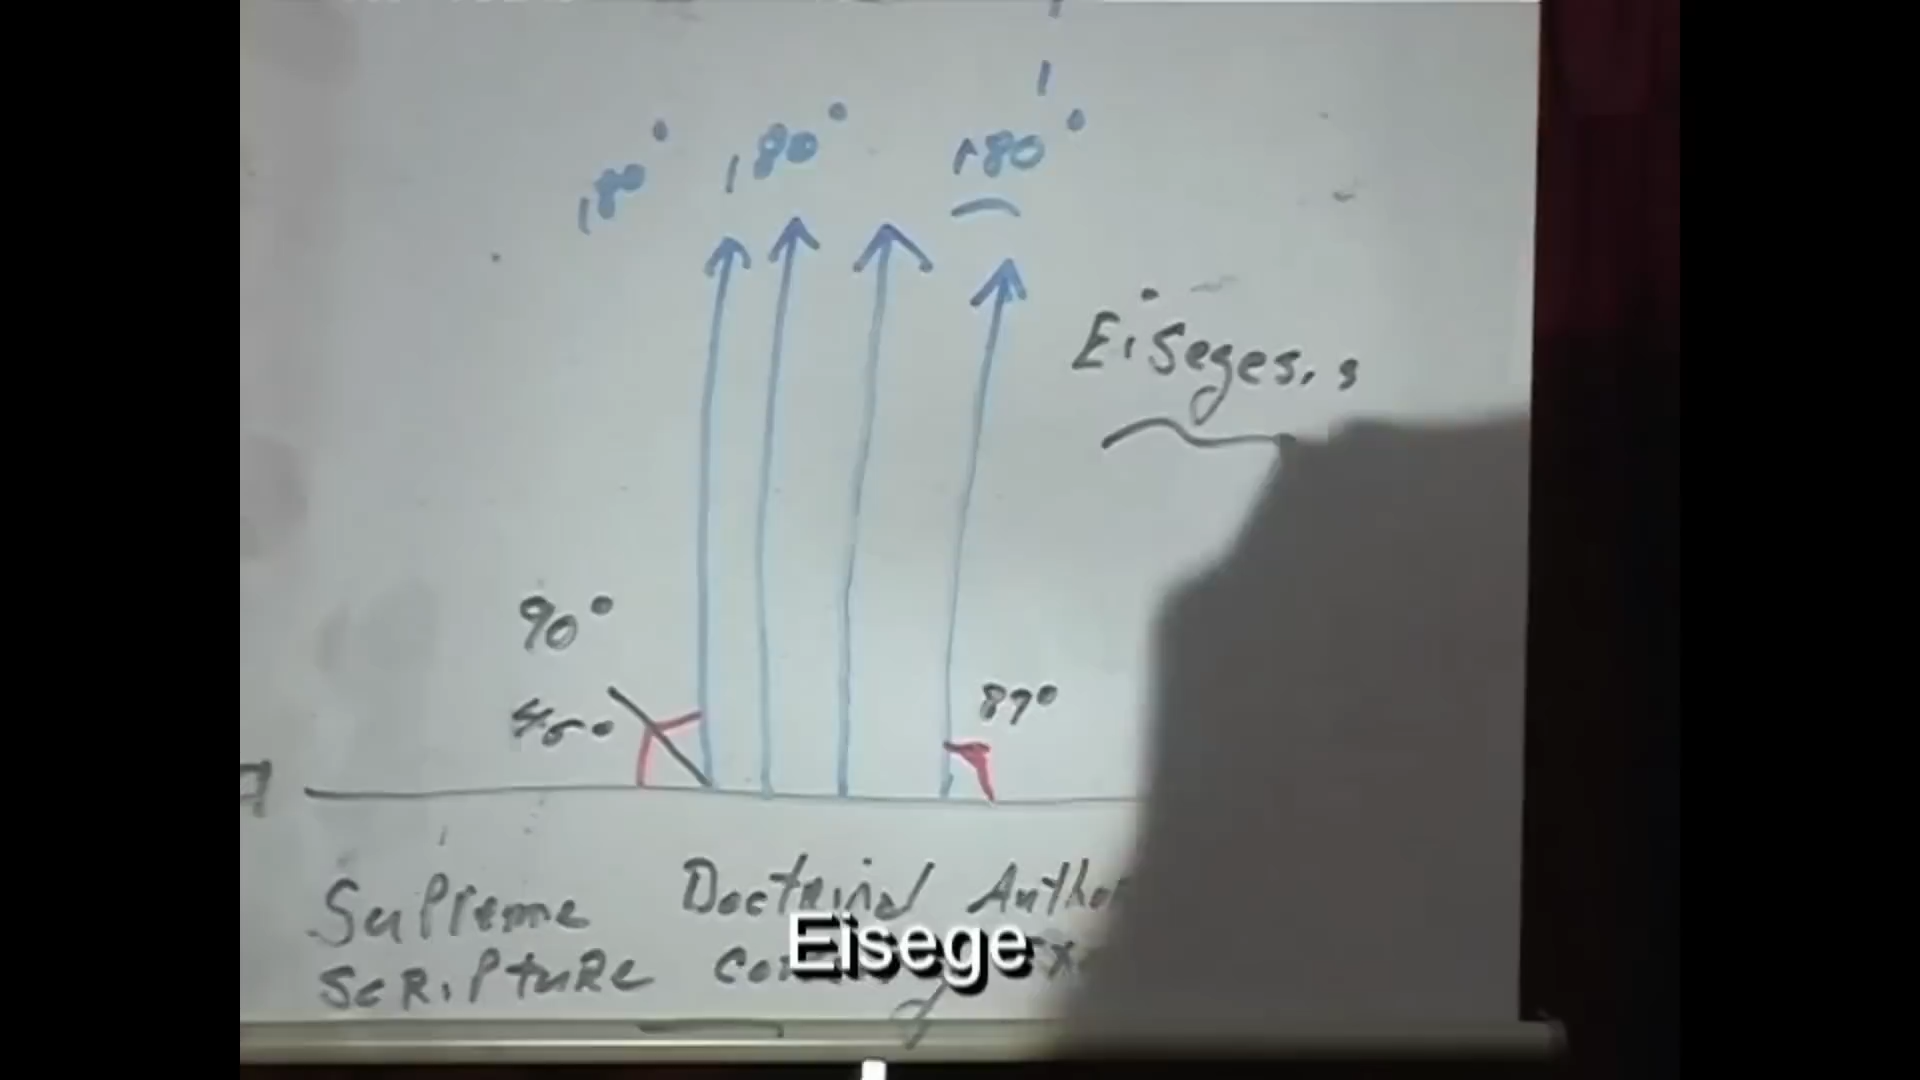 180°
180°
180°
Eisegesis
90°
45°
87°
Supreme Doctrinal
Scripture
Eisege